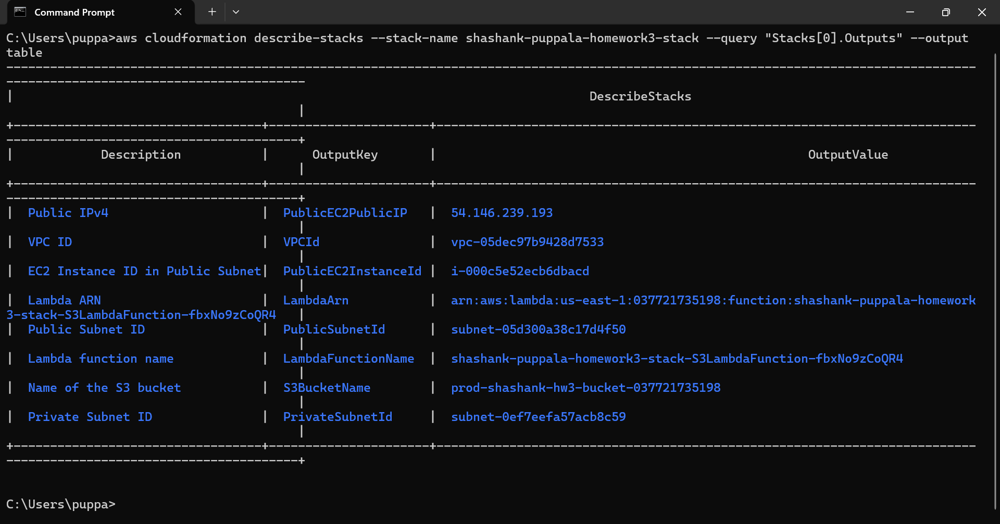 Command Prompt
C:\Users\puppa>aws cloudformation describe-stacks --stack-name shashank-puppala-homework3-stack --query "Stacks[0].Outputs" --output
table
-------------------------------------------------------------------------------------------------------------------------------------
-----------------------------------------
| DescribeStacks
|
+----------------------------------+----------------------+--------------------------------------------------------------------------
----------------------------------------+
| Description | OutputKey | OutputValue
|
+----------------------------------+----------------------+--------------------------------------------------------------------------
----------------------------------------+
| Public IPv4 | PublicEC2PublicIP | 54.146.239.193
|
| VPC ID | VPCId | vpc-05dec97b9428d7533
|
| EC2 Instance ID in Public Subnet| PublicEC2InstanceId | i-000c5e52ecb6dbacd
|
| Lambda ARN | LambdaArn | arn:aws:lambda:us-east-1:037721735198:function:shashank-puppala-homework
3-stack-S3LambdaFunction-fbxNo9zCoQR4 |
| Public Subnet ID | PublicSubnetId | subnet-05d300a38c17d4f50
|
| Lambda function name | LambdaFunctionName | shashank-puppala-homework3-stack-S3LambdaFunction-fbxNo9zCoQR4
|
| Name of the S3 bucket | S3BucketName | prod-shashank-hw3-bucket-037721735198
|
| Private Subnet ID | PrivateSubnetId | subnet-0ef7eefa57acb8c59
|
+----------------------------------+----------------------+--------------------------------------------------------------------------
----------------------------------------+
C:\Users\puppa>